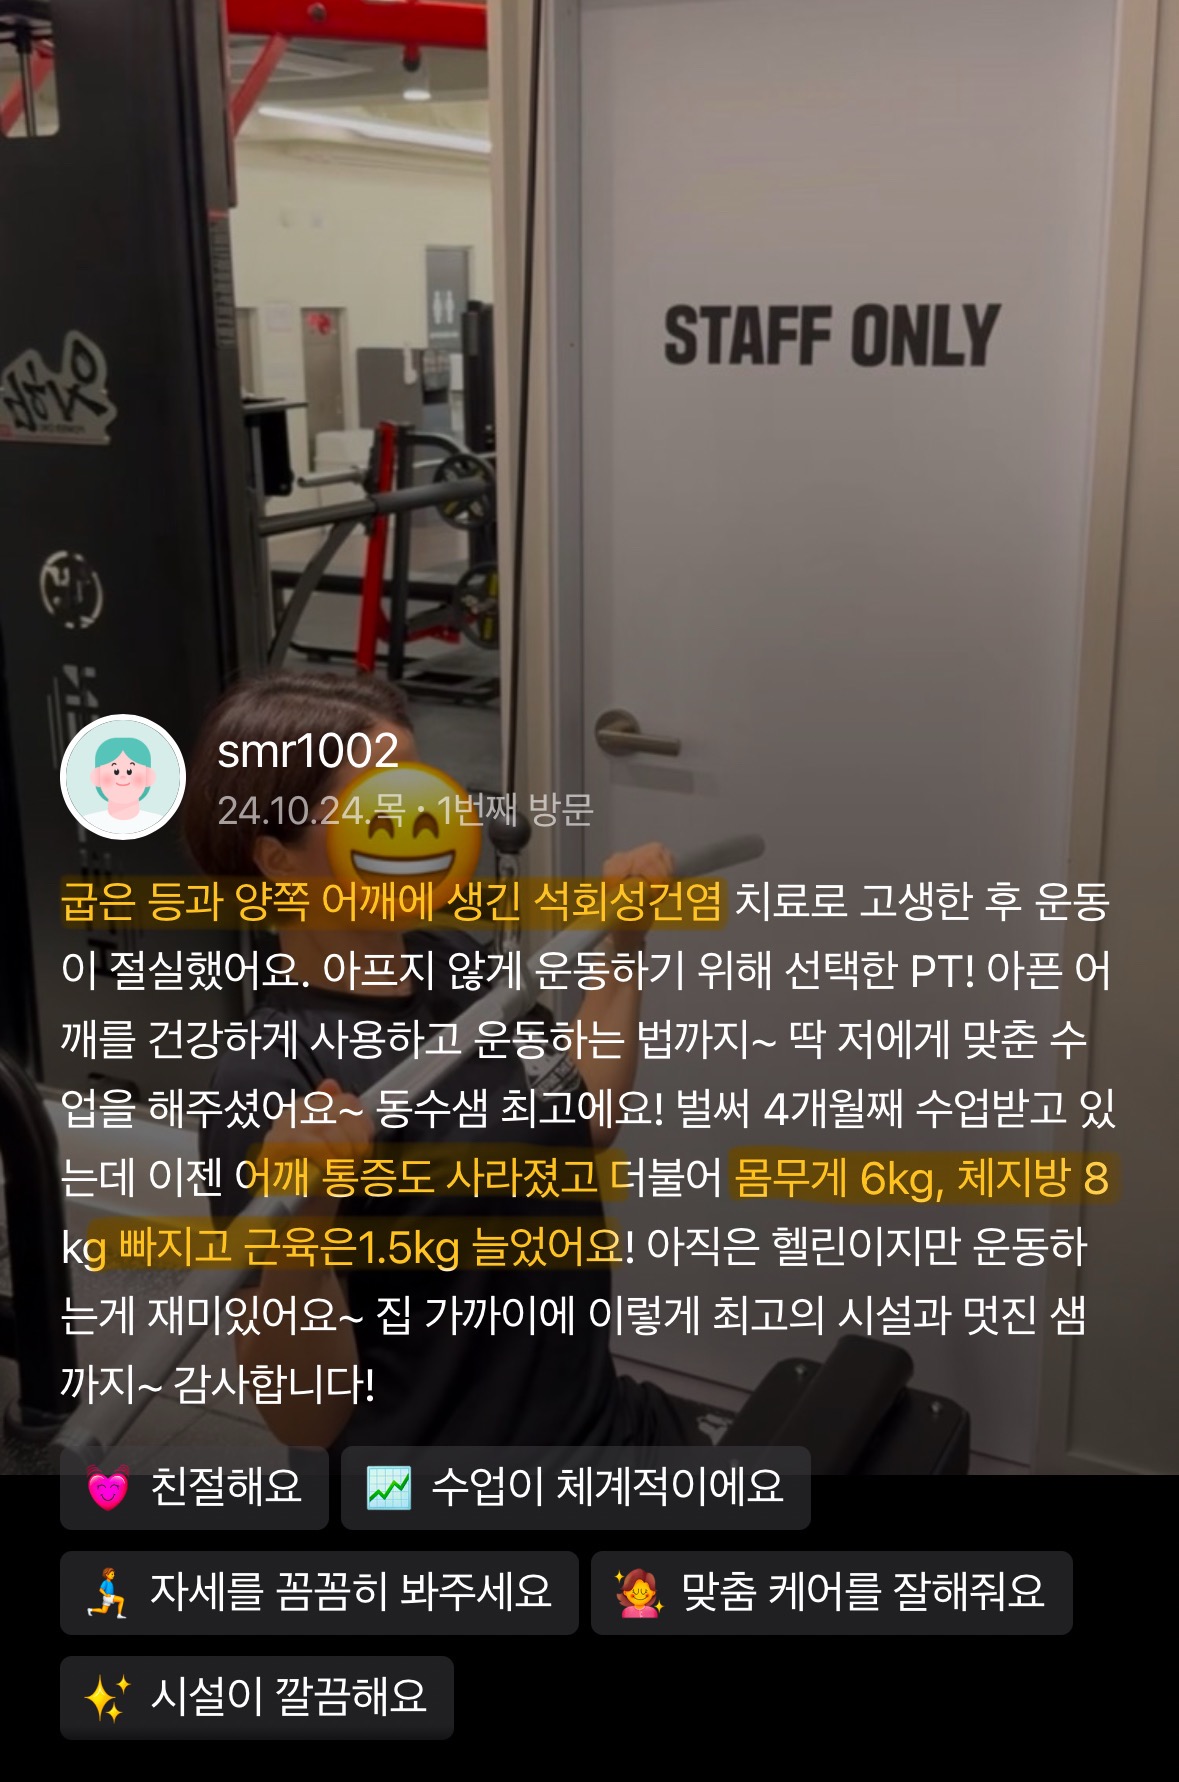 STAFF ONLY
smr1002
24.10.24.목 · 1번째 방문
굽은 등과 양쪽 어깨에 생긴 석회성건염 치료로 고생한 후 운동
이 절실했어요. 아프지 않게 운동하기 위해 선택한 PT! 아픈 어
깨를 건강하게 사용하고 운동하는 법까지~ 딱 저에게 맞춘 수
업을 해주셨어요~ 동수샘 최고에요! 벌써 4개월째 수업받고 있
는데 이젠 어깨 통증도 사라졌고 더불어 몸무게 6kg, 체지방 8
kg 빠지고 근육은1.5kg 늘었어요! 아직은 헬린이지만 운동하
는게 재미있어요~ 집 가까이에 이렇게 최고의 시설과 멋진 샘
까지~ 감사합니다!
친절해요 수업이 체계적이에요
자세를 꼼꼼히 봐주세요 맞춤 케어를 잘해줘요
시설이 깔끔해요